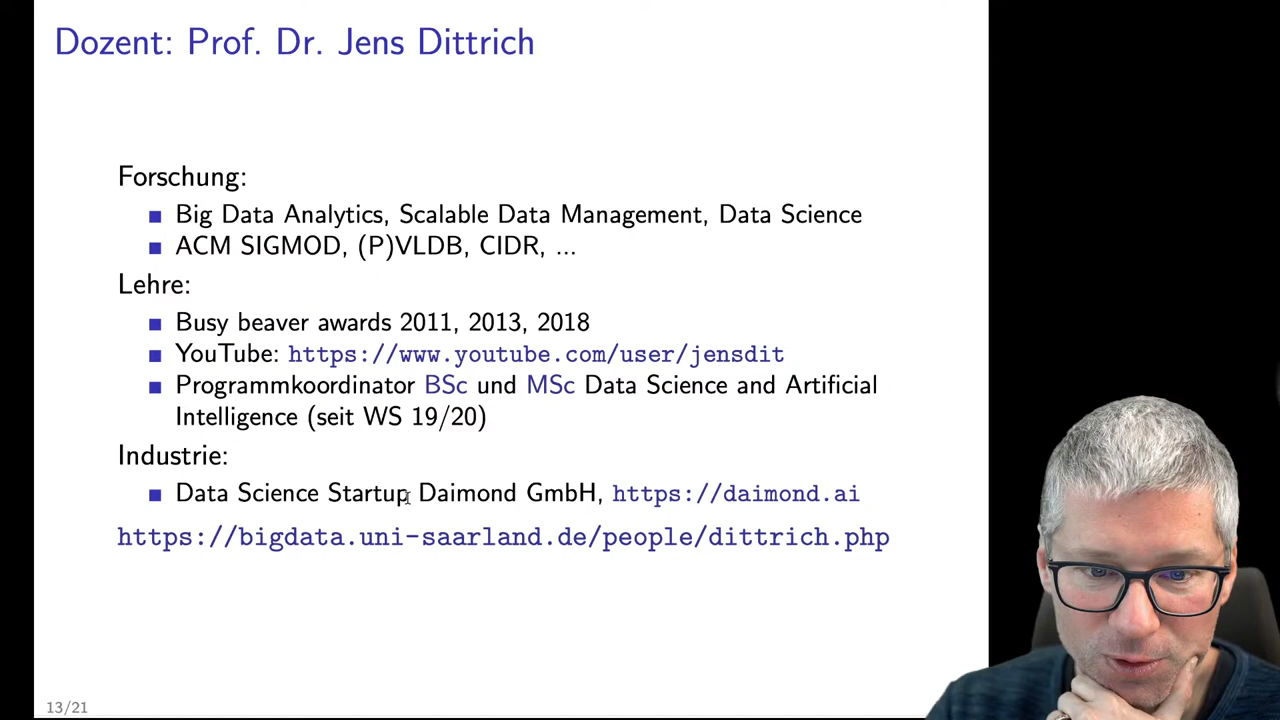 Dozent: Prof. Dr. Jens Dittrich
Forschung:
Big Data Analytics, Scalable Data Management, Data Science
ACM SIGMOD, (P)VLDB, CIDR, ...
Lehre:
Busy beaver awards 2011, 2013, 2018
YouTube: https://www.youtube.com/user/jensdit
Programmkoordinator BSc und MSc Data Science and Artificial
Intelligence (seit WS 19/20)
Industrie:
Data Science Startup Daimond GmbH, https://daimond.ai
https://bigdata.uni-saarland.de/people/dittrich.php
13/21